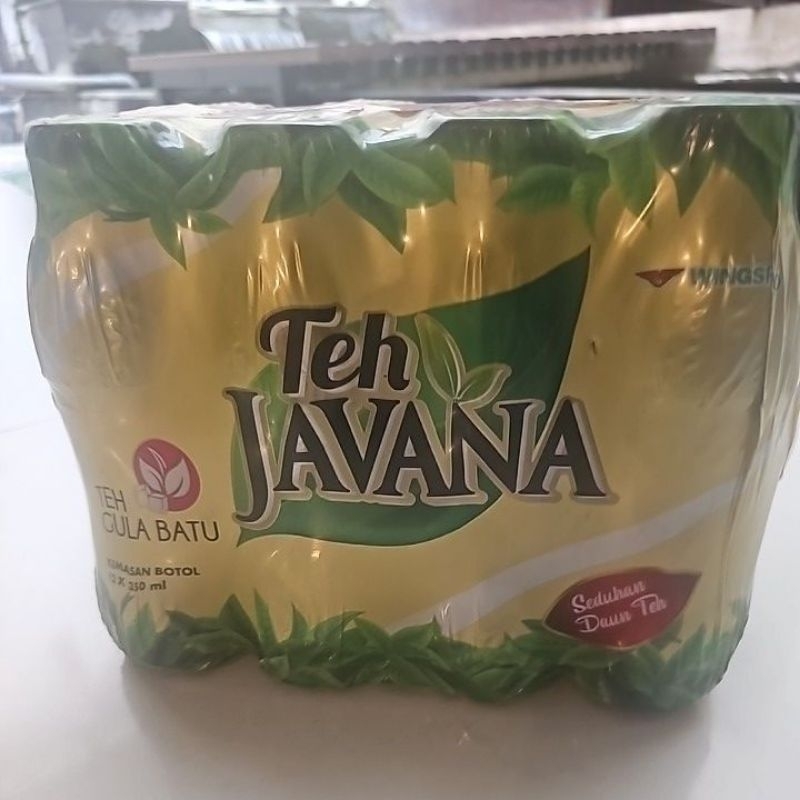 WINGS
Teh
JAVANA
TEH
GULA BATU
KEMASAN BOTOL
12 X 350 ml
Seduhan
Daun Teh